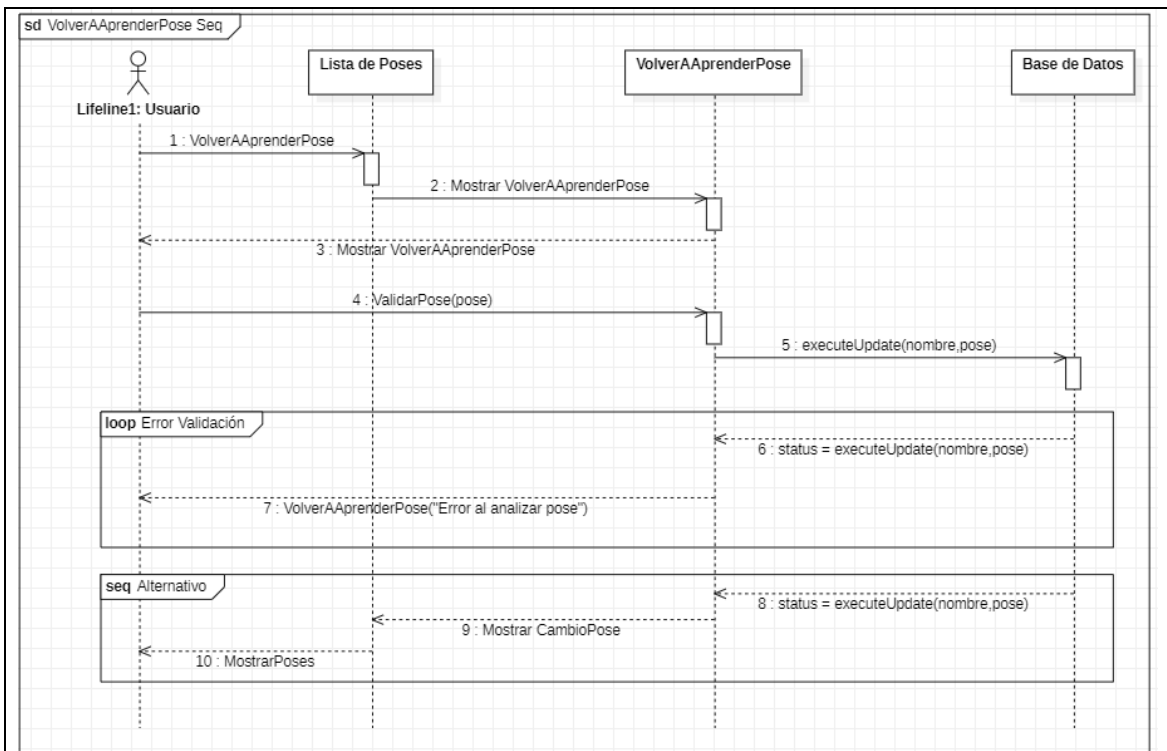 sd VolverAAprenderPose Seq
Lista de Poses
VolverAAprenderPose
Base de Datos
Lifeline1: Usuario
1 : VolverAAprenderPose
2 : Mostrar VolverAAprenderPose
3 : Mostrar VolverAAprenderPose
4 : ValidarPose(pose)
5 : executeUpdate(nombre,pose)
loop Error Validación
6 : status = executeUpdate(nombre,pose)
7 : VolverAAprenderPose("Error al analizar pose")
seq Alternativo
8 : status = executeUpdate(nombre,pose)
9 : Mostrar CambioPose
10 : MostrarPoses